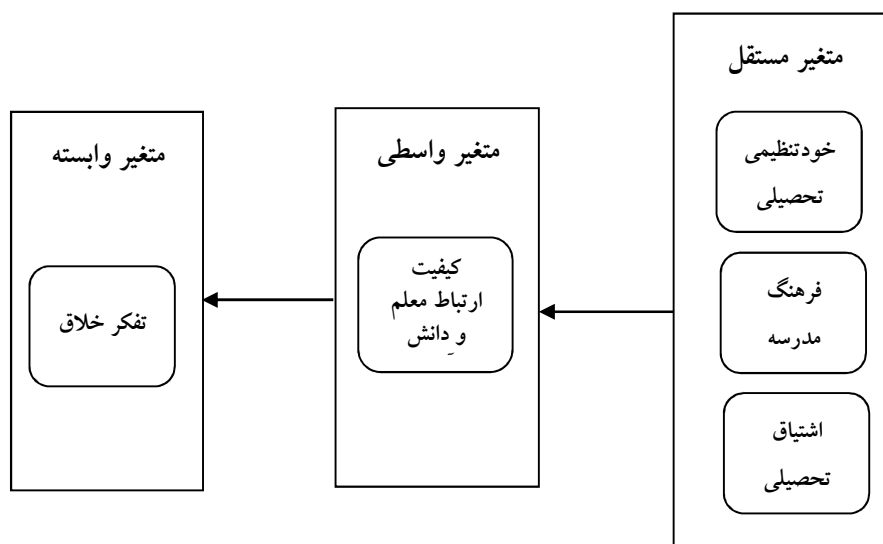 متغیر مستقل
خودتنظیمی
تحصیلی
فرهنگ
مدرسه
اشتیاق
تحصیلی
متغیر واسطی
کیفیت
ارتباط معلم
و دانش
متغیر وابسته
تفکر خلاق